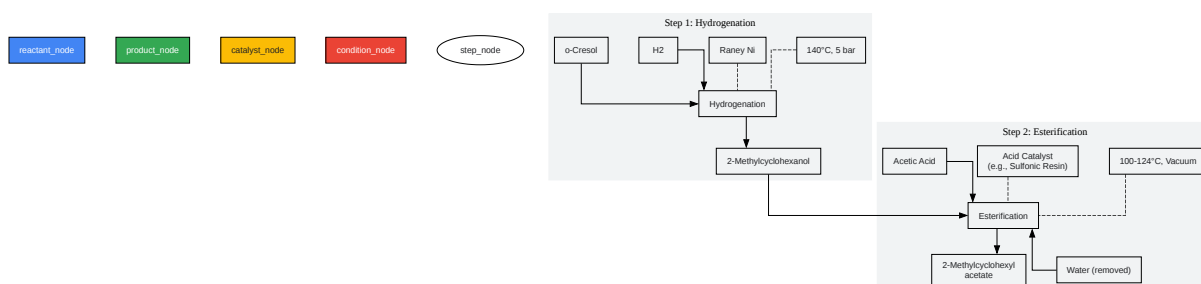 reactant_node
product_node
catalyst_node
condition_node
step_node
Step 1: Hydrogenation
o-Cresol
H2
Raney Ni
140°C, 5 bar
Hydrogenation
2-Methylcyclohexanol
Step 2: Esterification
Acetic Acid
Acid Catalyst
(e.g., Sulfonic Resin)
100-124°C, Vacuum
Esterification
2-Methylcyclohexyl
acetate
Water (removed)